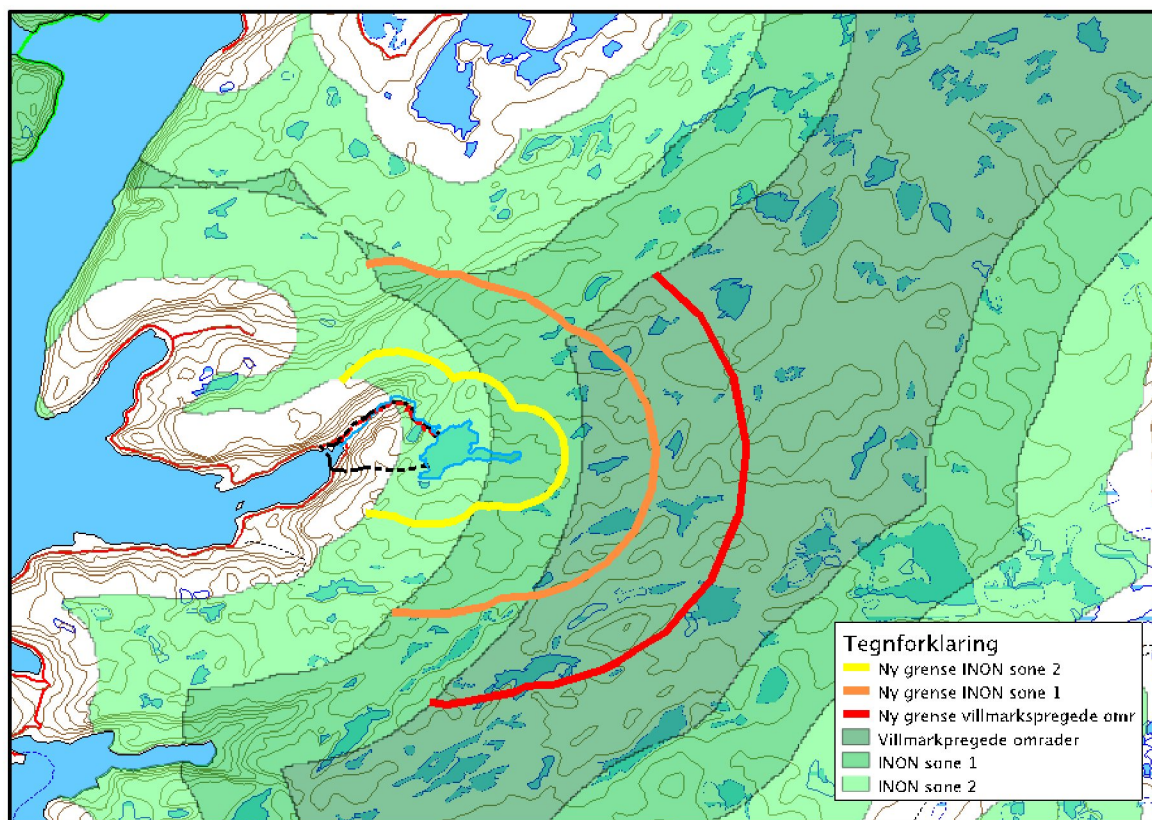 Tegnforklaring
Ny grense INON sone 2
Ny grense INON sone 1
Ny grense villmarkspregede omr
Villmarkpregede omrader
INON sone 1
INON sone 2